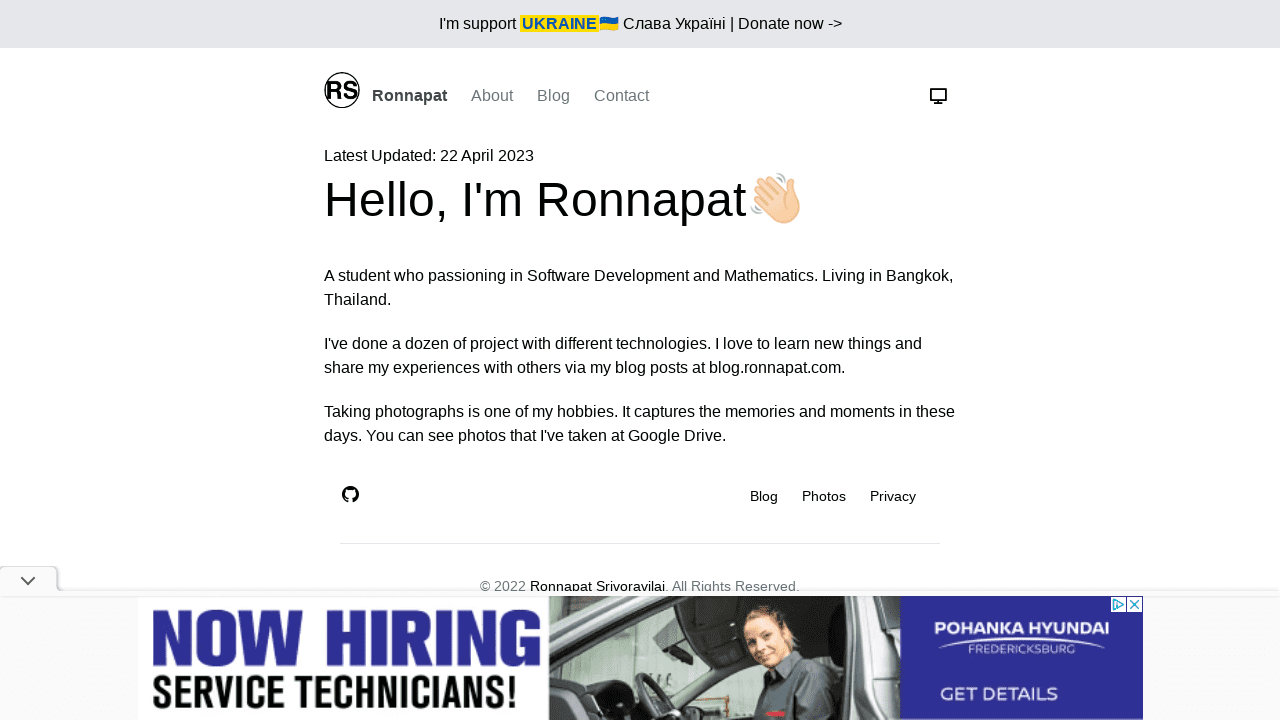 I'm support UKRAINE🇺🇦 Слава Україні | Donate now ->
RS Ronnapat About Blog Contact
Latest Updated: 22 April 2023
Hello, I'm Ronnapat👋🏻
A student who passioning in Software Development and Mathematics. Living in Bangkok,
Thailand.
I've done a dozen of project with different technologies. I love to learn new things and
share my experiences with others via my blog posts at blog.ronnapat.com.
Taking photographs is one of my hobbies. It captures the memories and moments in these
days. You can see photos that I've taken at Google Drive.
Blog Photos Privacy
© 2022 Ronnapat Srivoravilai. All Rights Reserved.
NOW HIRING
SERVICE TECHNICIANS!
POHANKA HYUNDAI
FREDERICKSBURG
GET DETAILS